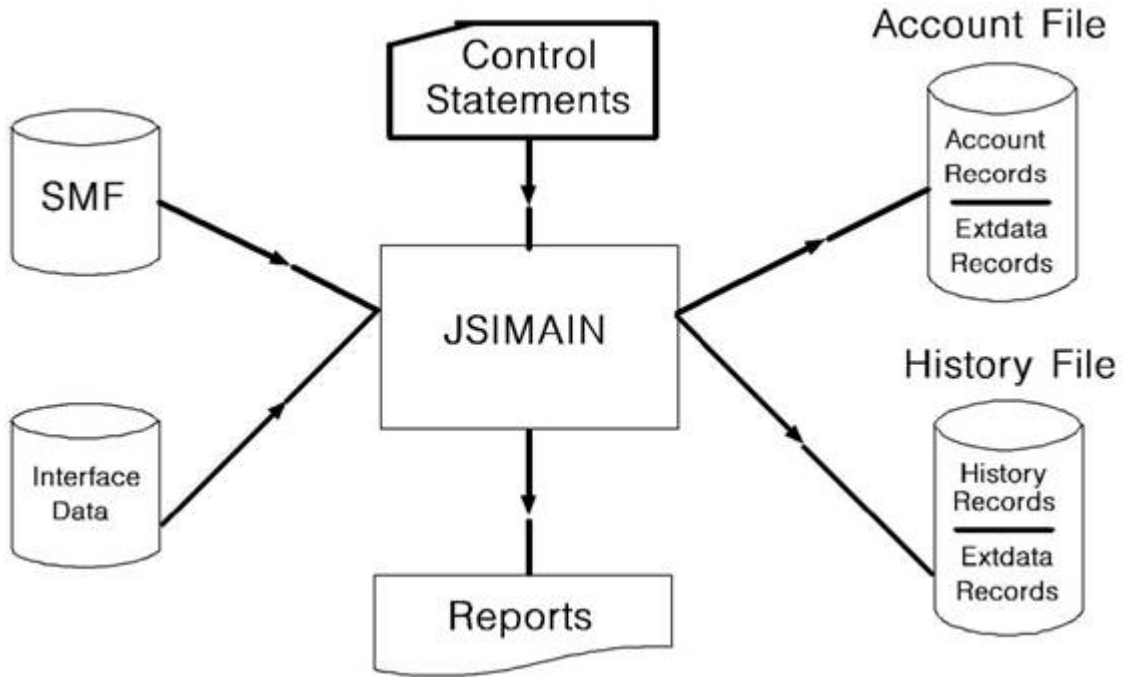 Account File
Control
Statements
Account
Records
Extdata
Records
SMF
JSIMAIN
History File
Interface
Data
History
Records
Extdata
Records
Reports